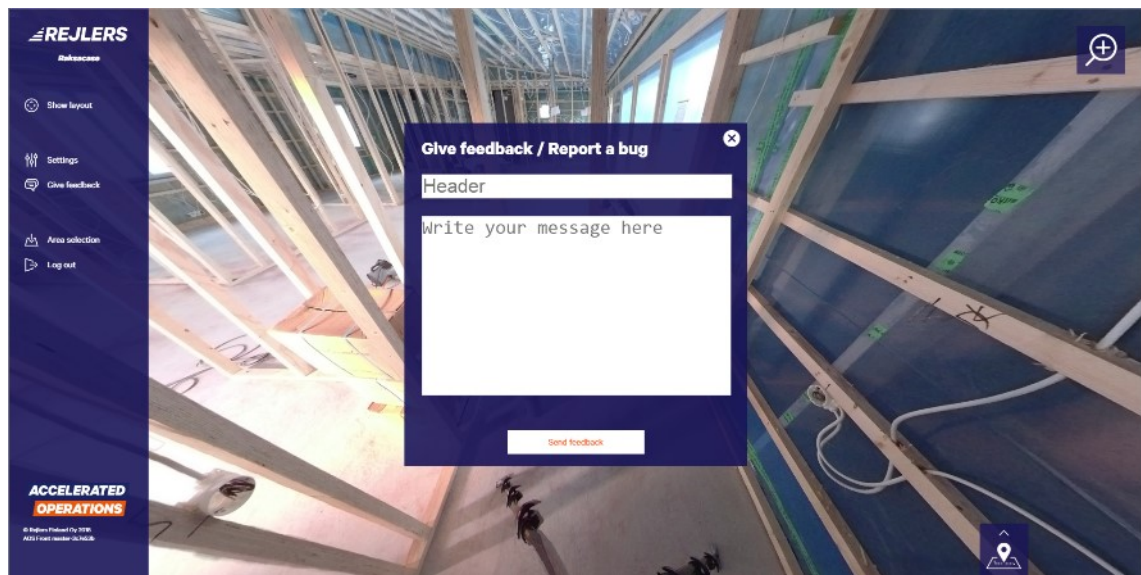 REJLERS
Raksacase
Show layout
Settings
Give feedback
Area selection
Log out
ACCELERATED
OPERATIONS
© Rejlers Finland Oy 2018
Give feedback / Report a bug
Header
Write your message here
Send feedback